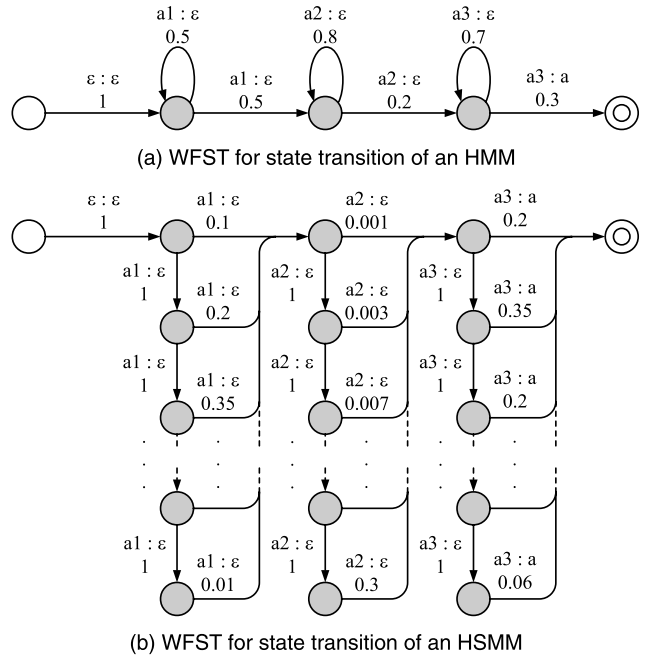 a1 : ε a2 : ε a3 : ε
0.5 0.8 0.7
ε : ε a1 : ε a2 : ε a3 : a
1 0.5 0.2 0.3
(a) WFST for state transition of an HMM
ε : ε a1 : ε a2 : ε a3 : a
1 0.1 0.001 0.2
a1 : ε a2 : ε a3 : ε
1 1 1
a1 : ε a2 : ε a3 : a
0.2 0.003 0.35
a1 : ε a2 : ε a3 : ε
1 1 1
a1 : ε a2 : ε a3 : a
0.35 0.007 0.2
a1 : ε a2 : ε a3 : ε
1 1 1
a1 : ε a2 : ε a3 : a
0.01 0.3 0.06
(b) WFST for state transition of an HSMM